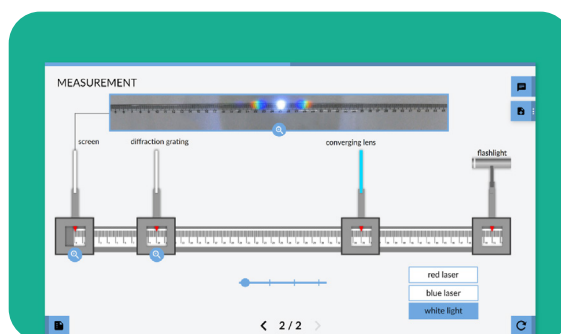 MEASUREMENT
screen
diffraction grating
converging lens
flashlight
red laser
blue laser
white light
2 / 2